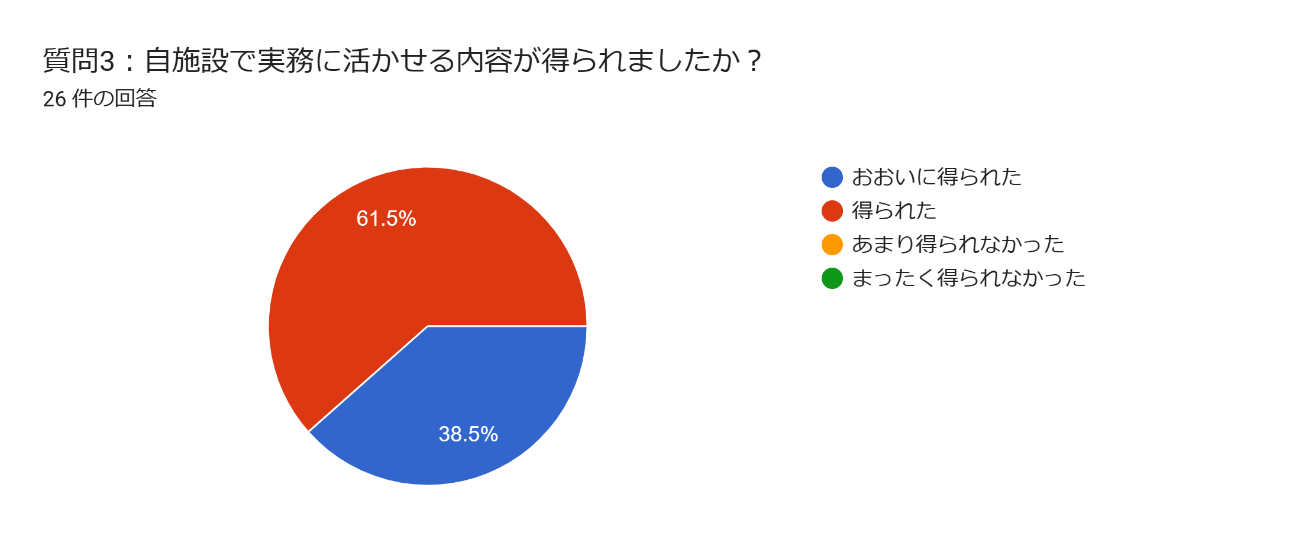 質問3：自施設で実務に活かせる内容が得られましたか？
26 件の回答
61.5%
38.5%
おおいに得られた
得られた
あまり得られなかった
まったく得られなかった